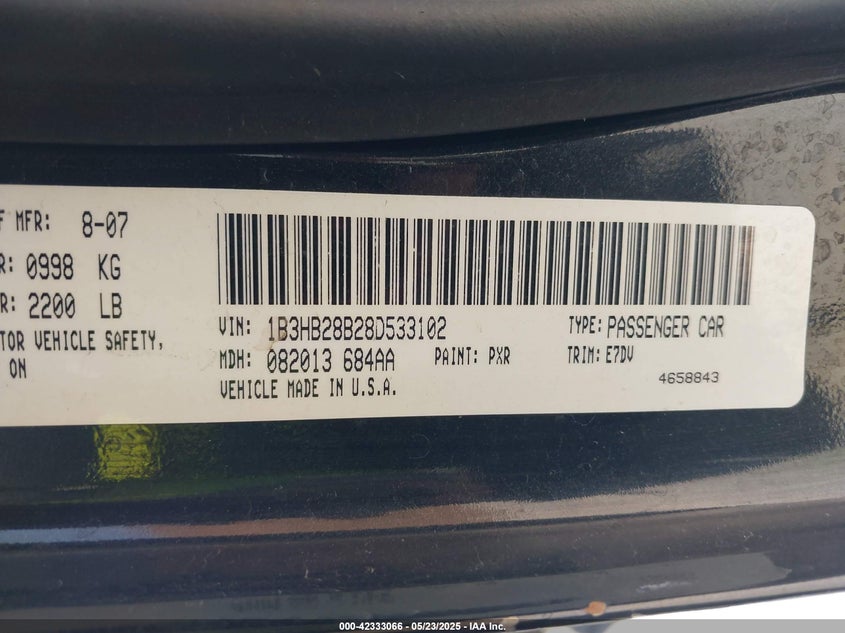 F MFR: 8-07
R: 0998 KG
R: 2200 LB
TOR VEHICLE SAFETY,
ON
VIN: 1B3HB28B28D533102
TYPE: PASSENGER CAR
MDH: 082013 684AA
PAINT: PXR
TRIM: E7DV
VEHICLE MADE IN U.S.A.
4658843
000-42333066 - 05/23/2025 - IAA Inc.